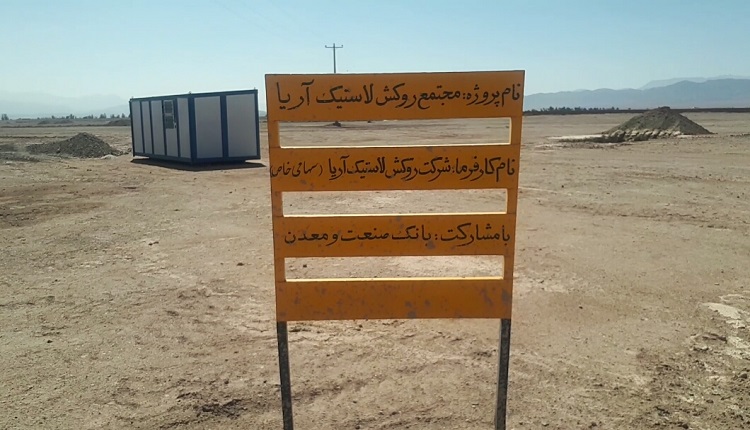 نام پروژه: مجتمع روکش لاستیک آریا
نام کارفرما: شرکت روکش لاستیک آریا (سهامی خاص)
با مشارکت: بانک صنعت و معدن